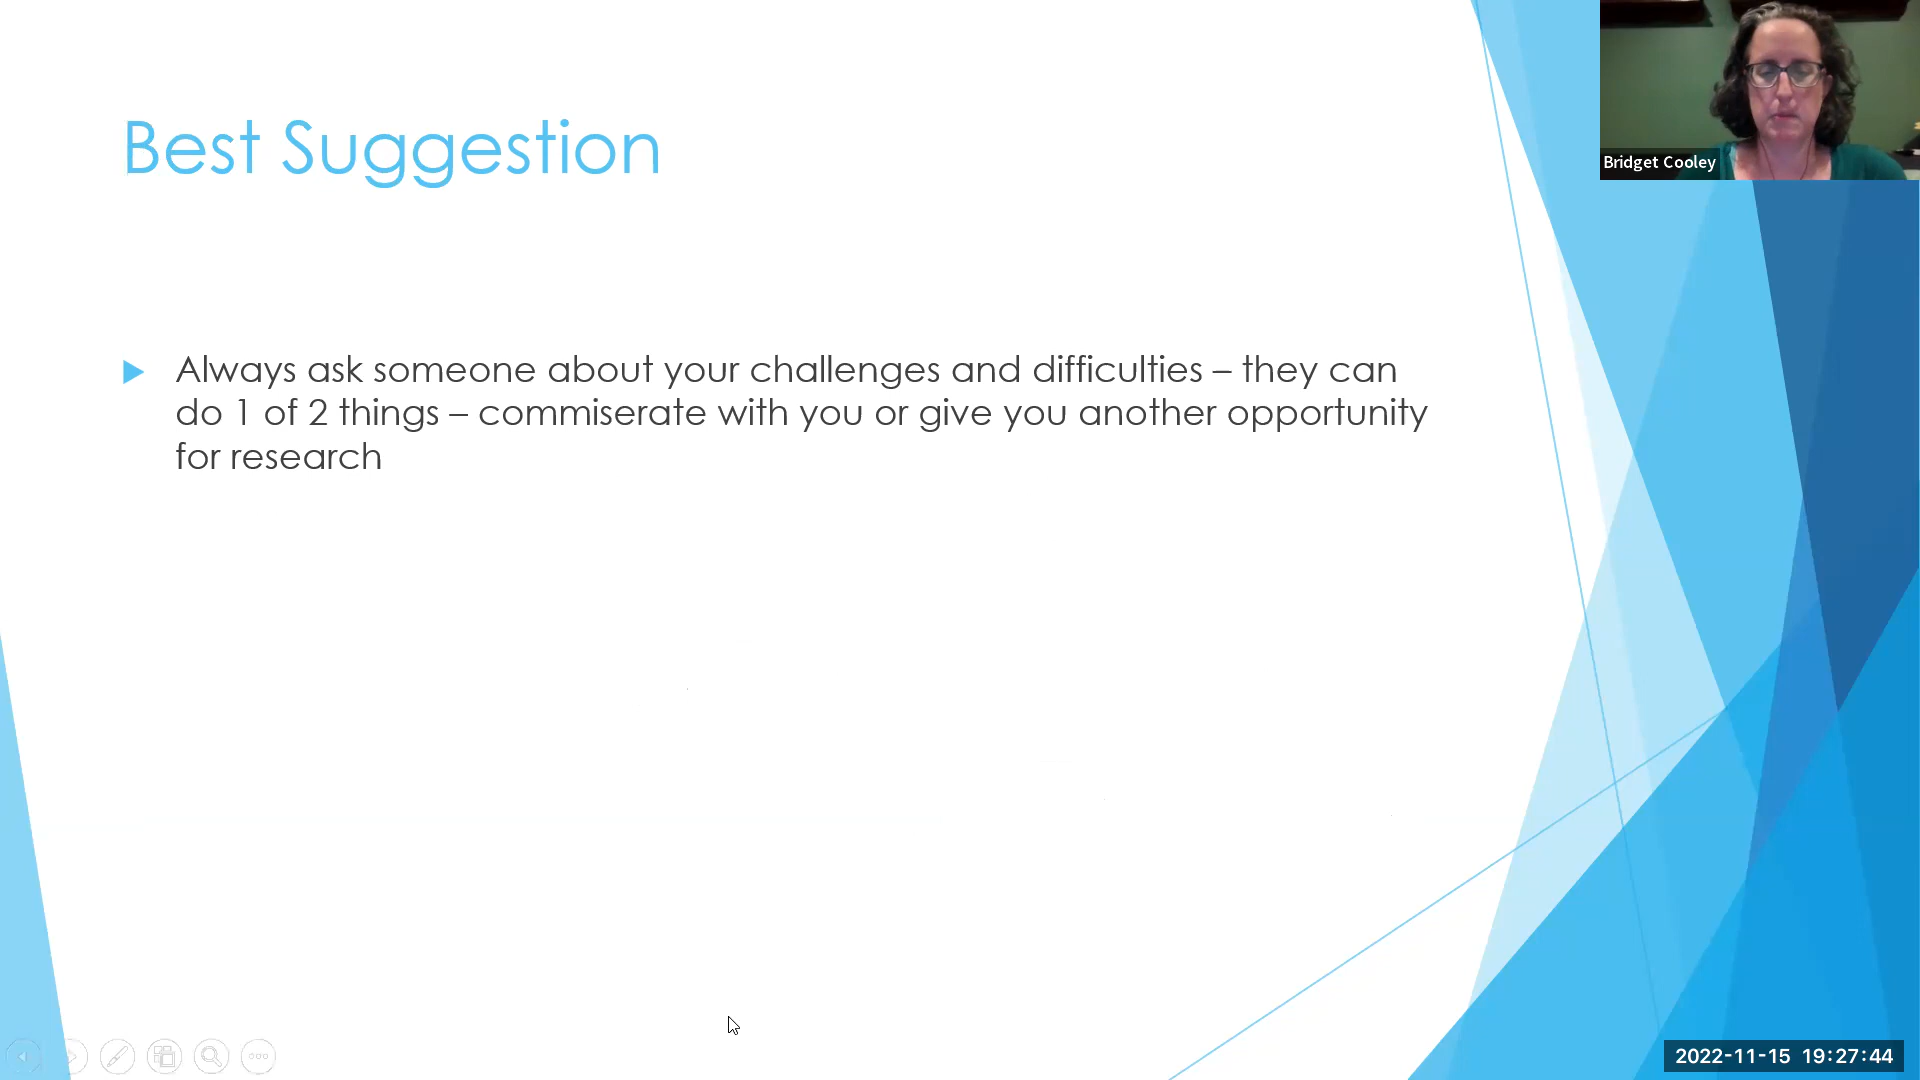 Best Suggestion
Always ask someone about your challenges and difficulties – they can
do 1 of 2 things – commiserate with you or give you another opportunity
for research
Bridget Cooley
2022-11-15 19:27:44